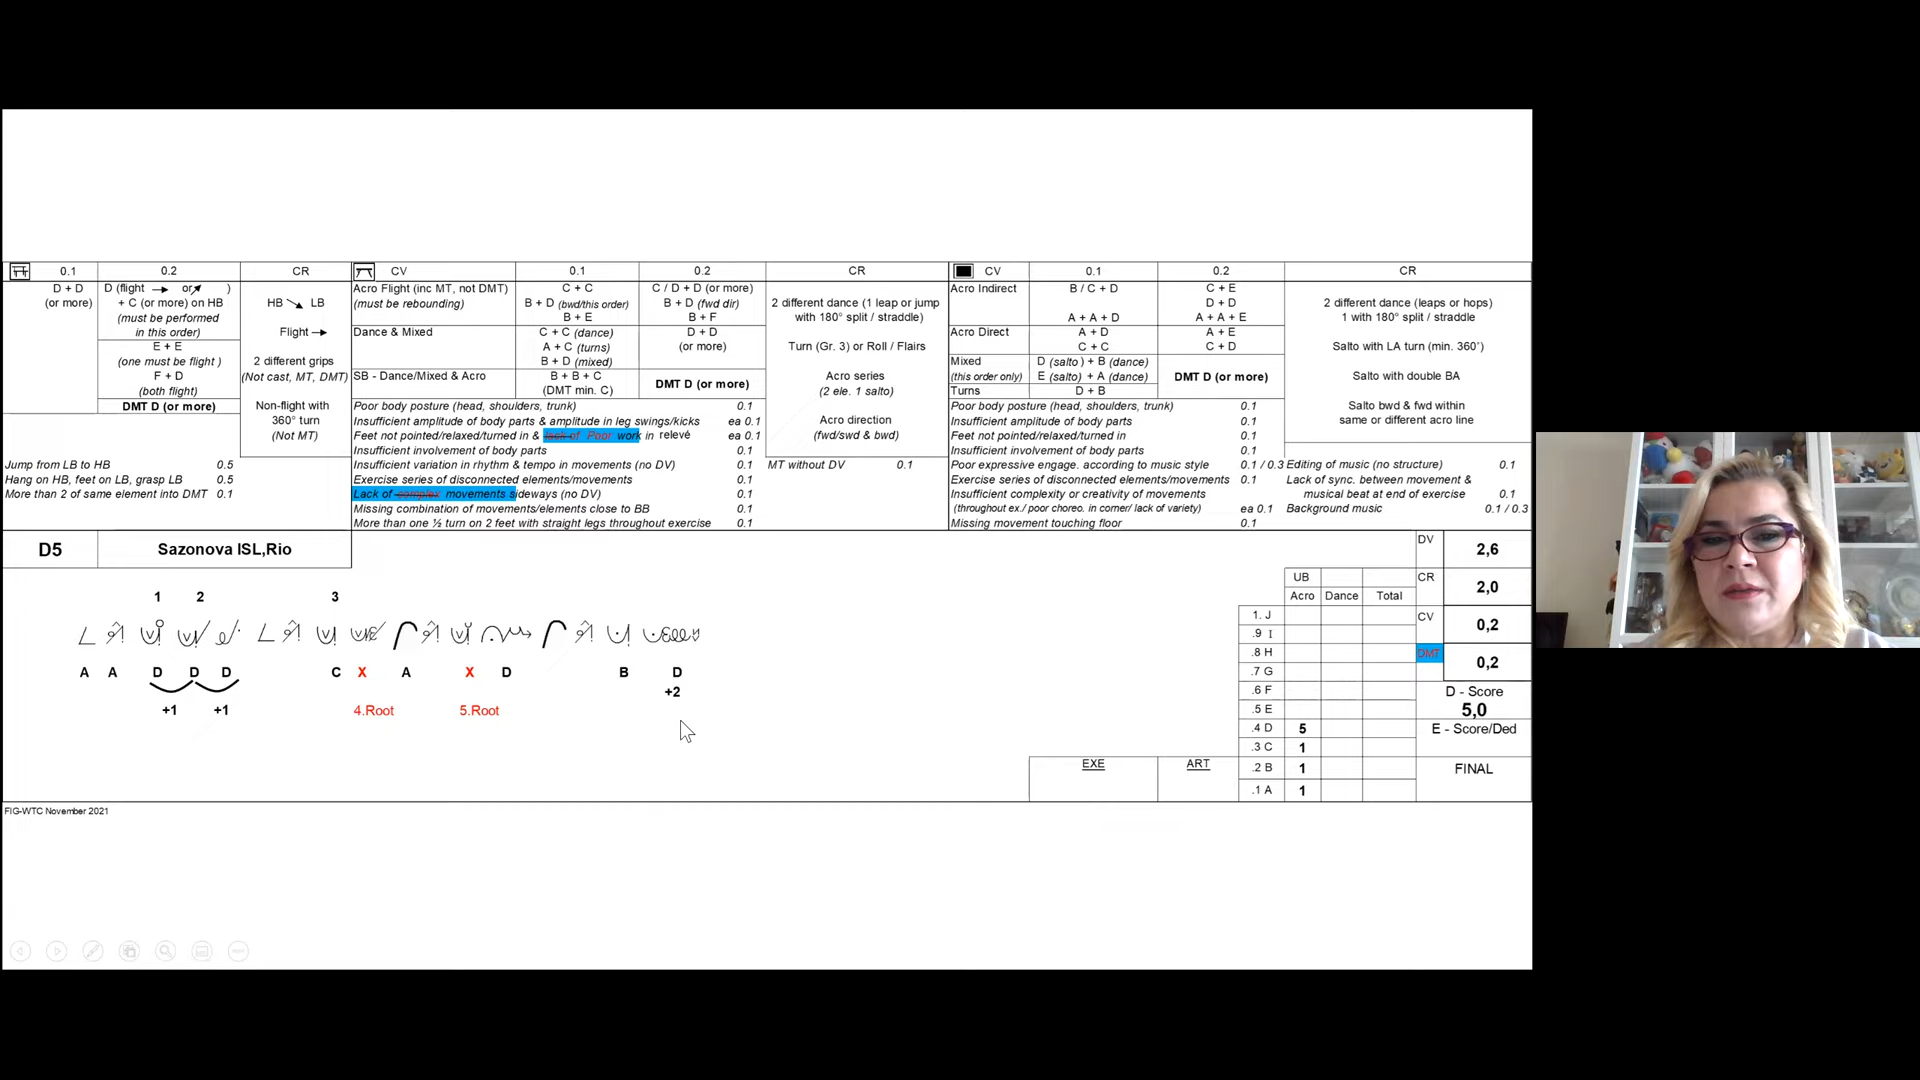 0.1 0.2 CR
D + D
(or more)
D (flight → or↗ )
+ C (or more) on HB
(must be performed
in this order)
E + E
(one must be flight )
F + D
(both flight)
DMT D (or more)
HB ↘ LB
Flight →
2 different grips
(Not cast, MT, DMT)
Non-flight with
360° turn
(Not MT)
Jump from LB to HB 0.5
Hang on HB, feet on LB, grasp LB 0.5
More than 2 of same element into DMT 0.1
CV 0.1 0.2 CR
Acro Flight (inc MT, not DMT)
(must be rebounding)
C + C
B + D (bwd/this order)
B + E
C / D + D (or more)
B + D (fwd dir)
B + F
Dance & Mixed
C + C (dance)
A + C (turns)
B + D (mixed)
D + D
(or more)
SB - Dance/Mixed & Acro
B + B + C
(DMT min. C)
DMT D (or more)
2 different dance (1 leap or jump
with 180° split / straddle)
Turn (Gr. 3) or Roll / Flairs
Acro series
(2 ele. 1 salto)
Acro direction
(fwd/swd & bwd)
Poor body posture (head, shoulders, trunk) 0.1
Insufficient amplitude of body parts & amplitude in leg swings/kicks ea 0.1
Feet not pointed/relaxed/turned in & lack of Poor work in relevé ea 0.1
Insufficient involvement of body parts 0.1
Insufficient variation in rhythm & tempo in movements (no DV) 0.1
Exercise series of disconnected elements/movements 0.1
Lack of complex movements sideways (no DV) 0.1
Missing combination of movements/elements close to BB 0.1
More than one ½ turn on 2 feet with straight legs throughout exercise 0.1
MT without DV 0.1
CV 0.1 0.2 CR
Acro Indirect
B / C + D
A + A + D
C + E
D + D
A + A + E
Acro Direct
A + D
C + C
A + E
C + D
Mixed
(this order only)
D (salto ) + B (dance)
E (salto) + A (dance)
DMT D (or more)
Turns D + B
2 different dance (leaps or hops)
1 with 180° split / straddle
Salto with LA turn (min. 360°)
Salto with double BA
Salto bwd & fwd within
same or different acro line
Poor body posture (head, shoulders, trunk) 0.1
Insufficient amplitude of body parts 0.1
Feet not pointed/relaxed/turned in 0.1
Insufficient involvement of body parts 0.1
Poor expressive engage. according to music style 0.1 / 0.3
Exercise series of disconnected elements/movements 0.1
Insufficient complexity or creativity of movements
(throughout ex./ poor choreo. in corner/ lack of variety) ea 0.1
Missing movement touching floor 0.1
Editing of music (no structure) 0.1
Lack of sync. between movement &
musical beat at end of exercise 0.1
Background music 0.1 / 0.3
D5 Sazonova ISL,Rio
1 2 3
A A D D D C X A X D B D
+2
+1 +1 4.Root 5.Root
UB
Acro Dance Total
1. J
.9 I
.8 H
.7 G
.6 F
.5 E
.4 D 5
.3 C 1
.2 B 1
.1 A 1
DV 2,6
CR 2,0
CV 0,2
DMT 0,2
D - Score
5,0
E - Score/Ded
FINAL
EXE ART
FIG-WTC November 2021